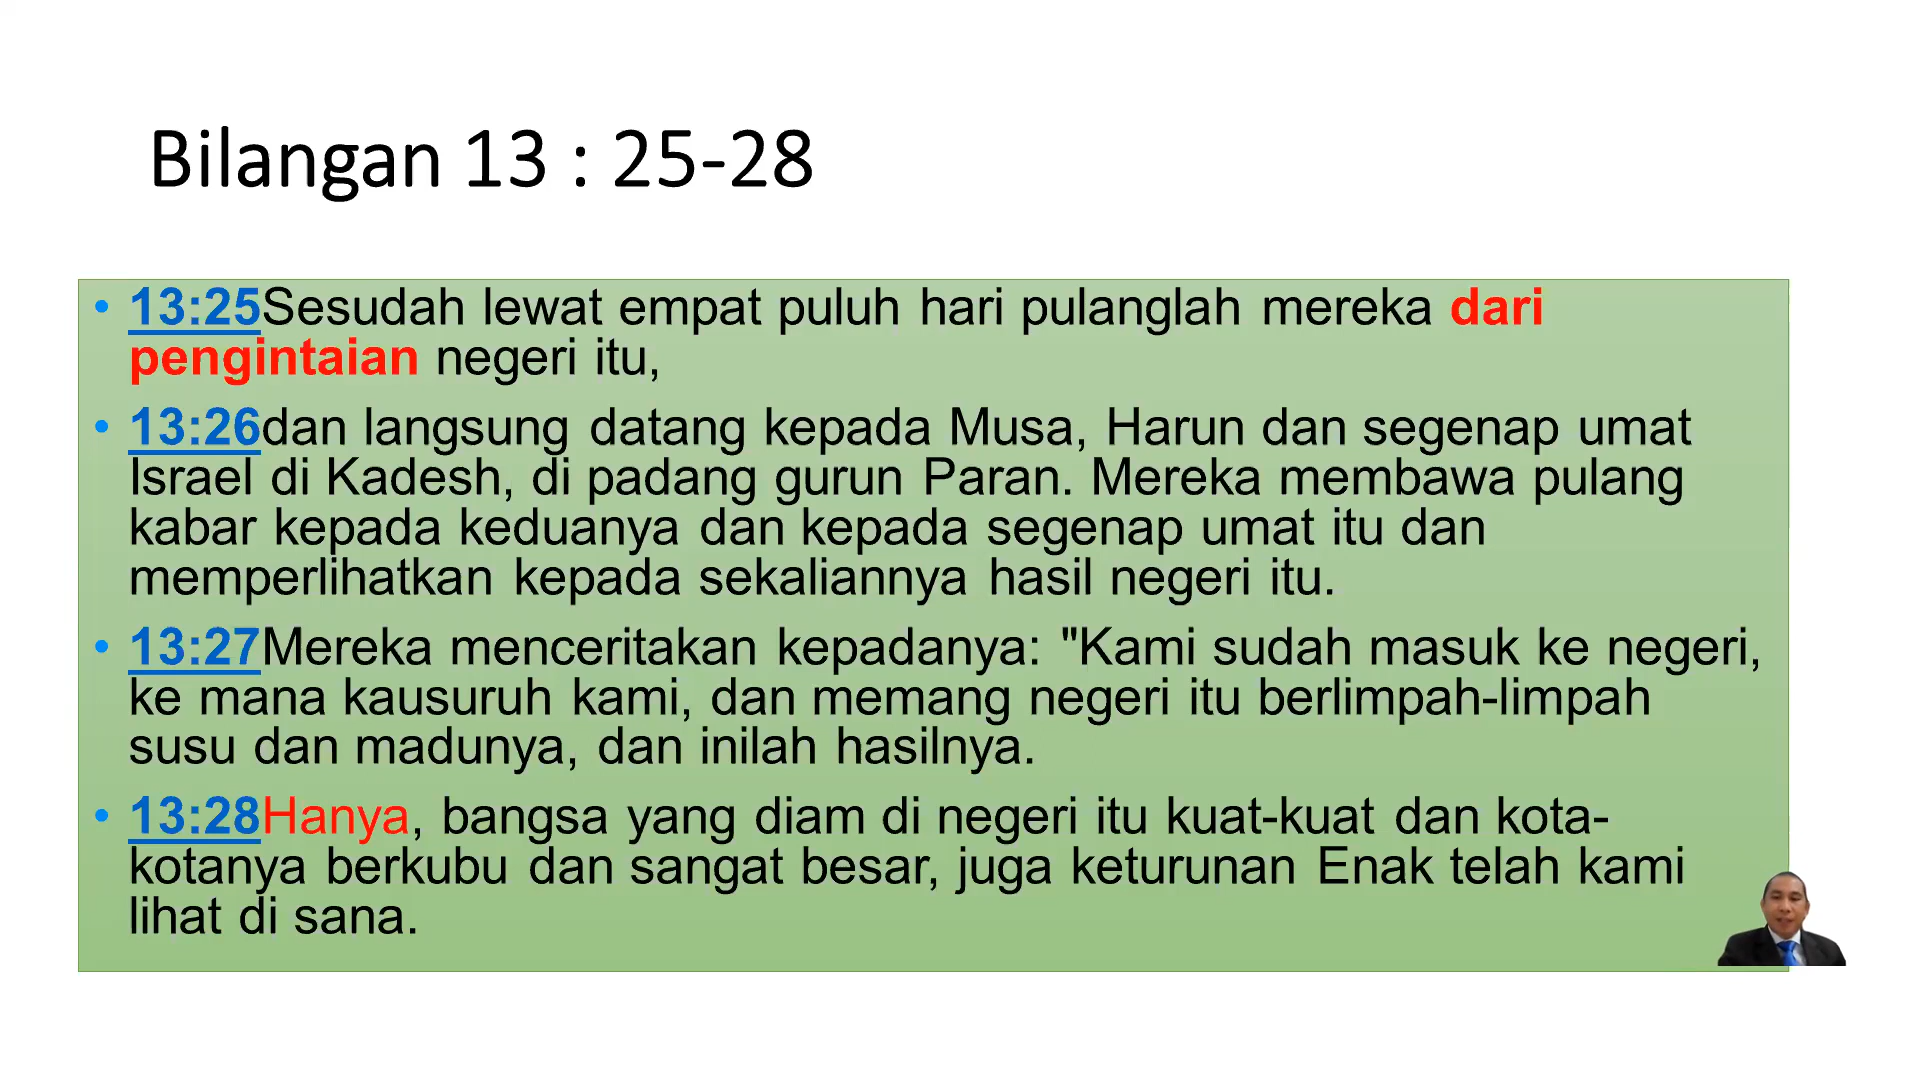 Bilangan 13 : 25-28
• 13:25Sesudah lewat empat puluh hari pulanglah mereka dari
pengintaian negeri itu,
• 13:26dan langsung datang kepada Musa, Harun dan segenap umat
Israel di Kadesh, di padang gurun Paran. Mereka membawa pulang
kabar kepada keduanya dan kepada segenap umat itu dan
memperlihatkan kepada sekaliannya hasil negeri itu.
• 13:27Mereka menceritakan kepadanya: "Kami sudah masuk ke negeri,
ke mana kausuruh kami, dan memang negeri itu berlimpah-limpah
susu dan madunya, dan inilah hasilnya.
• 13:28Hanya, bangsa yang diam di negeri itu kuat-kuat dan kota-
kotanya berkubu dan sangat besar, juga keturunan Enak telah kami
lihat di sana.